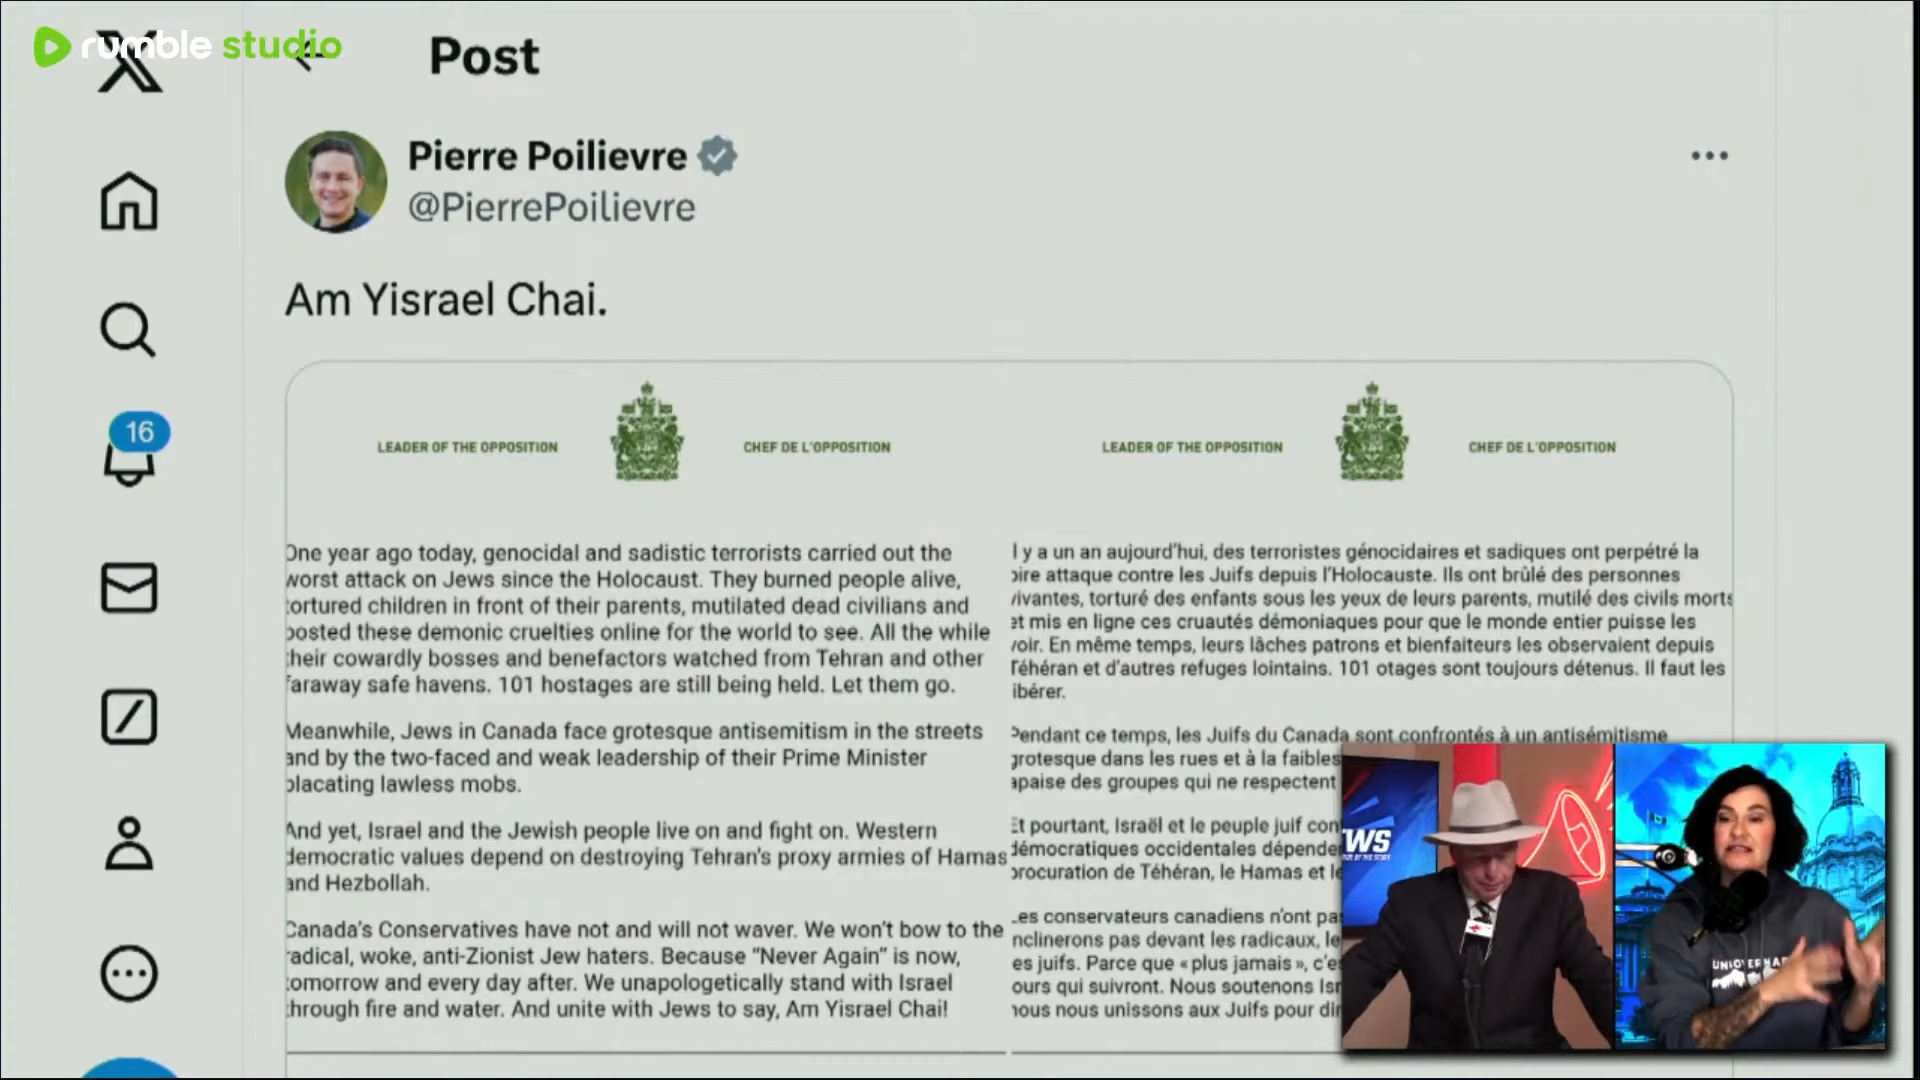 rumble studio
Post
Pierre Poilievre
@PierrePoilievre
Am Yisrael Chai.
16
LEADER OF THE OPPOSITION
CHEF DE L'OPPOSITION
One year ago today, genocidal and sadistic terrorists carried out the
worst attack on Jews since the Holocaust. They burned people alive,
tortured children in front of their parents, mutilated dead civilians and
posted these demonic cruelties online for the world to see. All the while
their cowardly bosses and benefactors watched from Tehran and other
faraway safe havens. 101 hostages are still being held. Let them go.
Meanwhile, Jews in Canada face grotesque antisemitism in the streets
and by the two-faced and weak leadership of their Prime Minister
placating lawless mobs.
And yet, Israel and the Jewish people live on and fight on. Western
democratic values depend on destroying Tehran's proxy armies of Hamas
and Hezbollah.
Canada's Conservatives have not and will not waver. We won't bow to the
radical, woke, anti-Zionist Jew haters. Because "Never Again" is now,
tomorrow and every day after. We unapologetically stand with Israel
through fire and water. And unite with Jews to say, Am Yisrael Chai!
LEADER OF THE OPPOSITION
CHEF DE L'OPPOSITION
l y a un an aujourd'hui, des terroristes génocidaires et sadiques ont perpétré la
pire attaque contre les Juifs depuis l'Holocauste. Ils ont brûlé des personnes
vivantes, torturé des enfants sous les yeux de leurs parents, mutilé des civils morts
et mis en ligne ces cruautés démoniaques pour que le monde entier puisse les
voir. En même temps, leurs lâches patrons et bienfaiteurs les observaient depuis
Téhéran et d'autres refuges lointains. 101 otages sont toujours détenus. Il faut les
libérer.
Pendant ce temps, les Juifs du Canada sont confrontés à un antisémitisme
grotesque dans les rues et à la faibles
apaise des groupes qui ne respectent
Et pourtant, Israël et le peuple juif con
démocratiques occidentales dépende
procuration de Téhéran, le Hamas et le
Les conservateurs canadiens n'ont pas
inclinerons pas devant les radicaux, le
es juifs. Parce que « plus jamais », c'es
jours qui suivront. Nous soutenons Isr
nous nous unissons aux Juifs pour dir